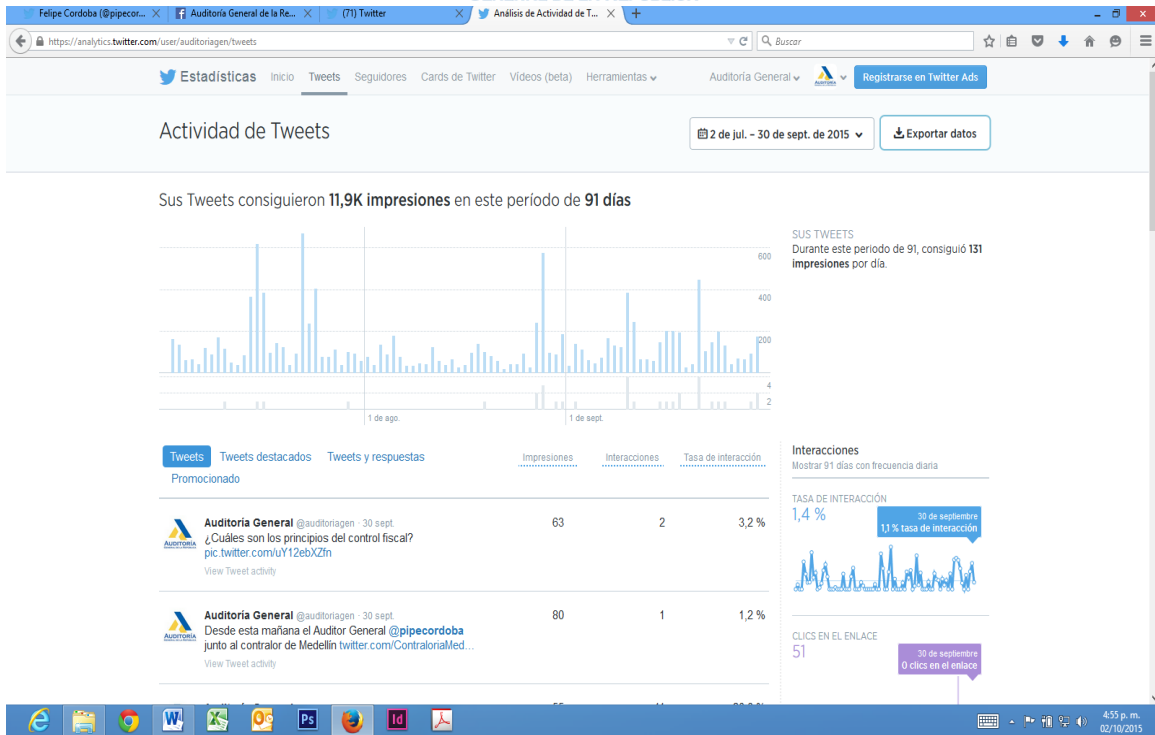 Felipe Cordoba (@pipecor...
Auditoría General de la Re...
(71) Twitter
Análisis de Actividad de T...
https://analytics.twitter.com/user/auditoriagen/tweets
Buscar
Estadísticas Inicio Tweets Seguidores Cards de Twitter Vídeos (beta) Herramientas Auditoría General Registrarse en Twitter Ads
Actividad de Tweets
2 de jul. – 30 de sept. de 2015
Exportar datos
Sus Tweets consiguieron 11,9K impresiones en este período de 91 días
600
400
200
4
2
1 de ago.
1 de sept.
SUS TWEETS
Durante este periodo de 91, consiguió 131
impresiones por día.
Tweets Tweets destacados Tweets y respuestas
Promocionado
Impresiones Interacciones Tasa de interacción
Auditoría General @auditoriagen · 30 sept.
¿Cuáles son los principios del control fiscal?
pic.twitter.com/uY12ebXZfn
View Tweet activity
63 2 3,2 %
AUDITORÍA
Auditoría General @auditoriagen · 30 sept.
Desde esta mañana el Auditor General @pipecordoba
junto al contralor de Medellín twitter.com/ContraloriaMed...
View Tweet activity
80 1 1,2 %
AUDITORÍA
Interacciones
Mostrar 91 días con frecuencia diaria
TASA DE INTERACCIÓN
1,4 %
30 de septiembre
1,1 % tasa de interacción
CLICS EN EL ENLACE
51
30 de septiembre
0 clics en el enlace
4:55 p. m.
02/10/2015